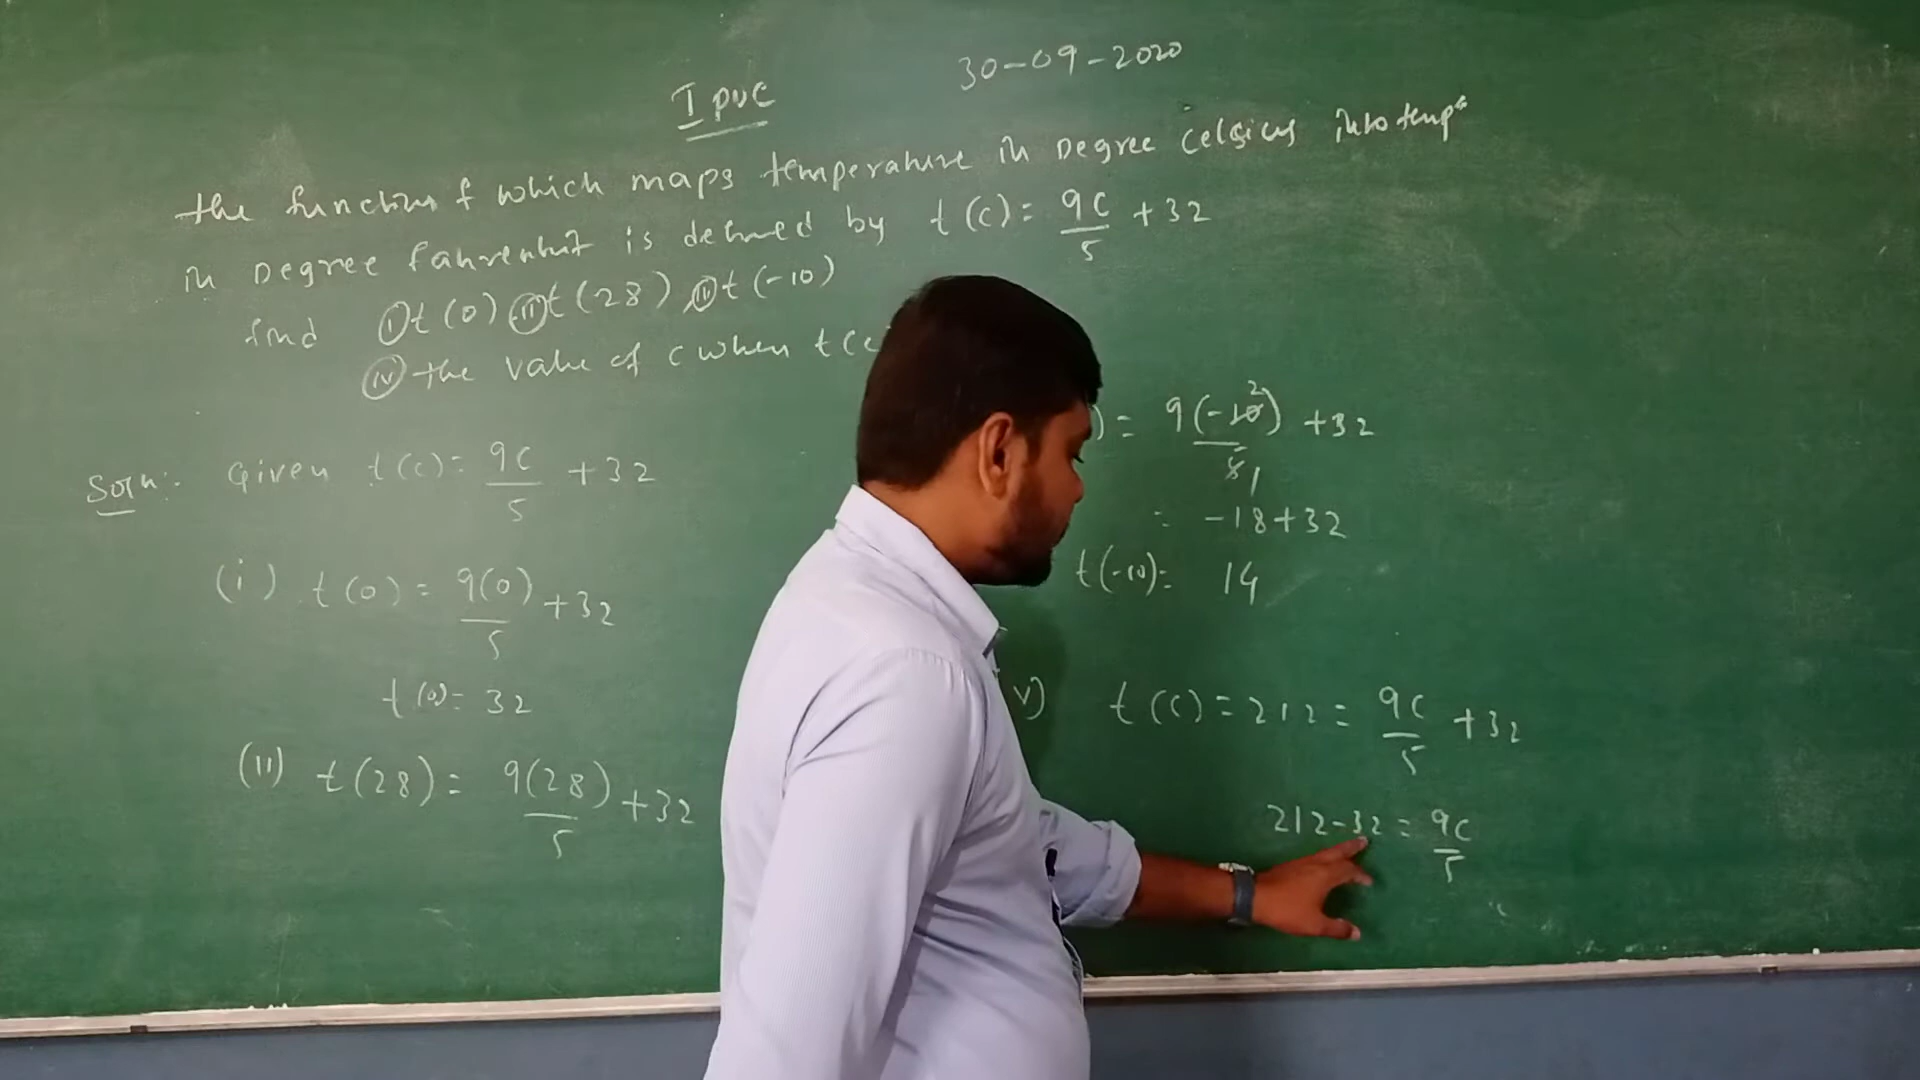 I PUC
30-09-2020
the function f which maps temperature in Degree Celsius into temp
in Degree Fahrenheit is defined by t(c) = 9C/5 + 32
find (i) t(0) (ii) t(28) t(-10)
(iv) the value of c when t(c
Soln: Given t(c) = 9C/5 + 32
(i) t(0) = 9(0)/5 + 32
t(0) = 32
(ii) t(28) = 9(28)/5 + 32
) = 9(-10)/5 + 32
2
1
= -18+32
t(-10) = 14
v) t(c) = 212 = 9C/5 + 32
212-32 = 9C/5